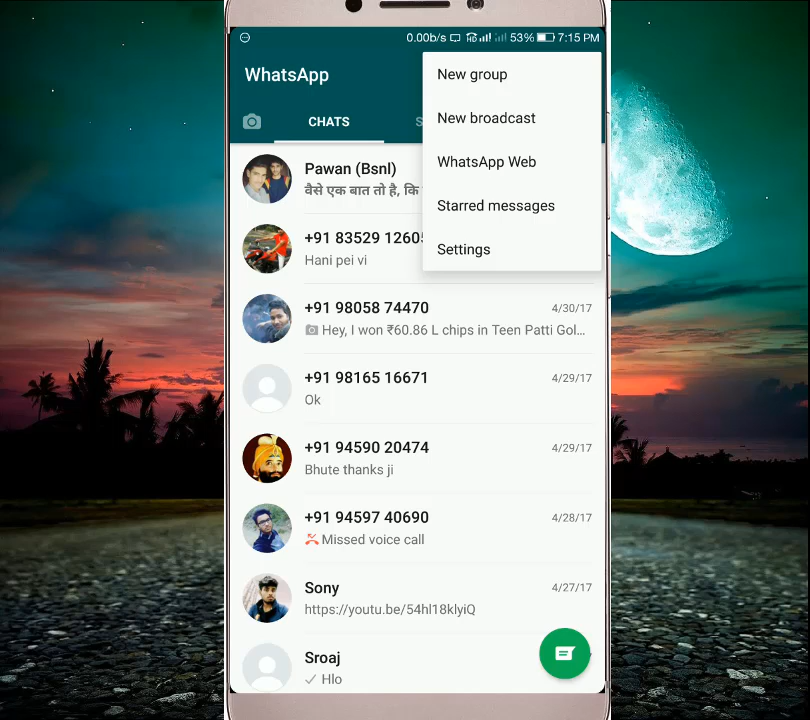 0.00b/s 53% 7:15 PM
WhatsApp
New group
New broadcast
WhatsApp Web
Starred messages
Settings
CHATS
Pawan (Bsnl)
वैसे एक बात तो है, कि
+91 83529 12605
Hani pei vi
+91 98058 74470 4/30/17
Hey, I won ₹60.86 L chips in Teen Patti Gol...
+91 98165 16671 4/29/17
Ok
+91 94590 20474 4/29/17
Bhute thanks ji
+91 94597 40690 4/28/17
Missed voice call
Sony 4/27/17
https://youtu.be/54hl18klyiQ
Sroaj
Hlo